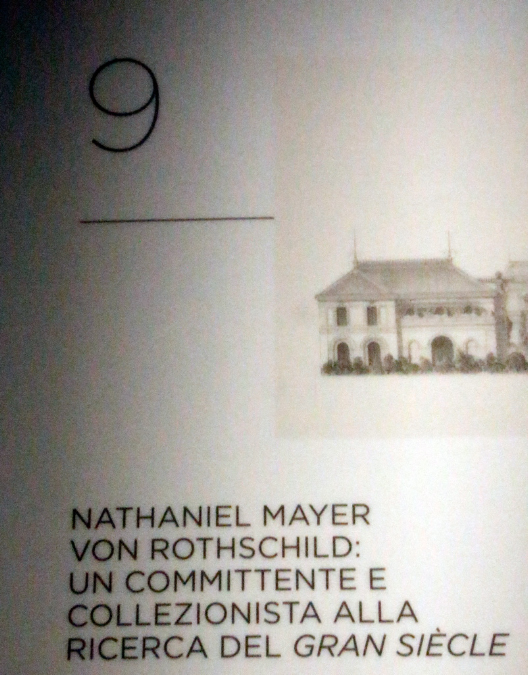 9
NATHANIEL MAYER
VON ROTHSCHILD:
UN COMMITTENTE E
COLLEZIONISTA ALLA
RICERCA DEL GRAN SIÈCLE